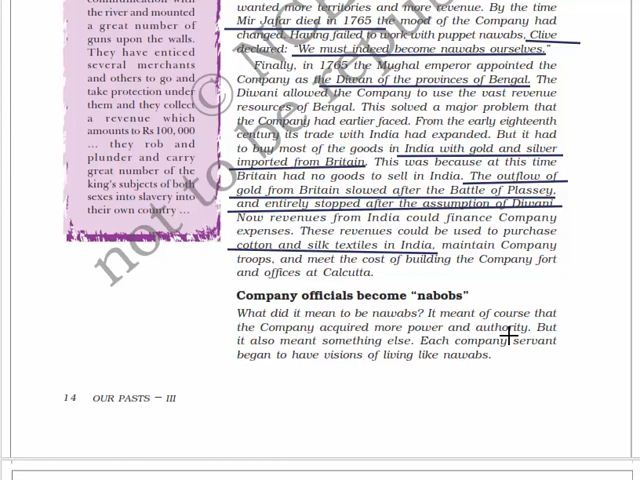 communication with
the river and mounted
a great number of
guns upon the walls.
They have enticed
several merchants
and others to go and
take protection under
them and they collect
a revenue which
amounts to Rs 100,000
... they rob and
plunder and carry
great number of the
king's subjects of both
sexes into slavery into
their own country ...
wanted more territories and more revenue. By the time
Mir Jafar died in 1765 the mood of the Company had
changed. Having failed to work with puppet nawabs, Clive
declared: "We must indeed become nawabs ourselves."
Finally, in 1765 the Mughal emperor appointed the
Company as the Diwan of the provinces of Bengal. The
Diwani allowed the Company to use the vast revenue
resources of Bengal. This solved a major problem that
the Company had earlier faced. From the early eighteenth
century its trade with India had expanded. But it had
to buy most of the goods in India with gold and silver
imported from Britain. This was because at this time
Britain had no goods to sell in India. The outflow of
gold from Britain slowed after the Battle of Plassey,
and entirely stopped after the assumption of Diwani.
Now revenues from India could finance Company
expenses. These revenues could be used to purchase
cotton and silk textiles in India, maintain Company
troops, and meet the cost of building the Company fort
and offices at Calcutta.
Company officials become "nabobs"
What did it mean to be nawabs? It meant of course that
the Company acquired more power and authority. But
it also meant something else. Each company servant
began to have visions of living like nawabs.
14 OUR PASTS – III
© NC
not to be republ